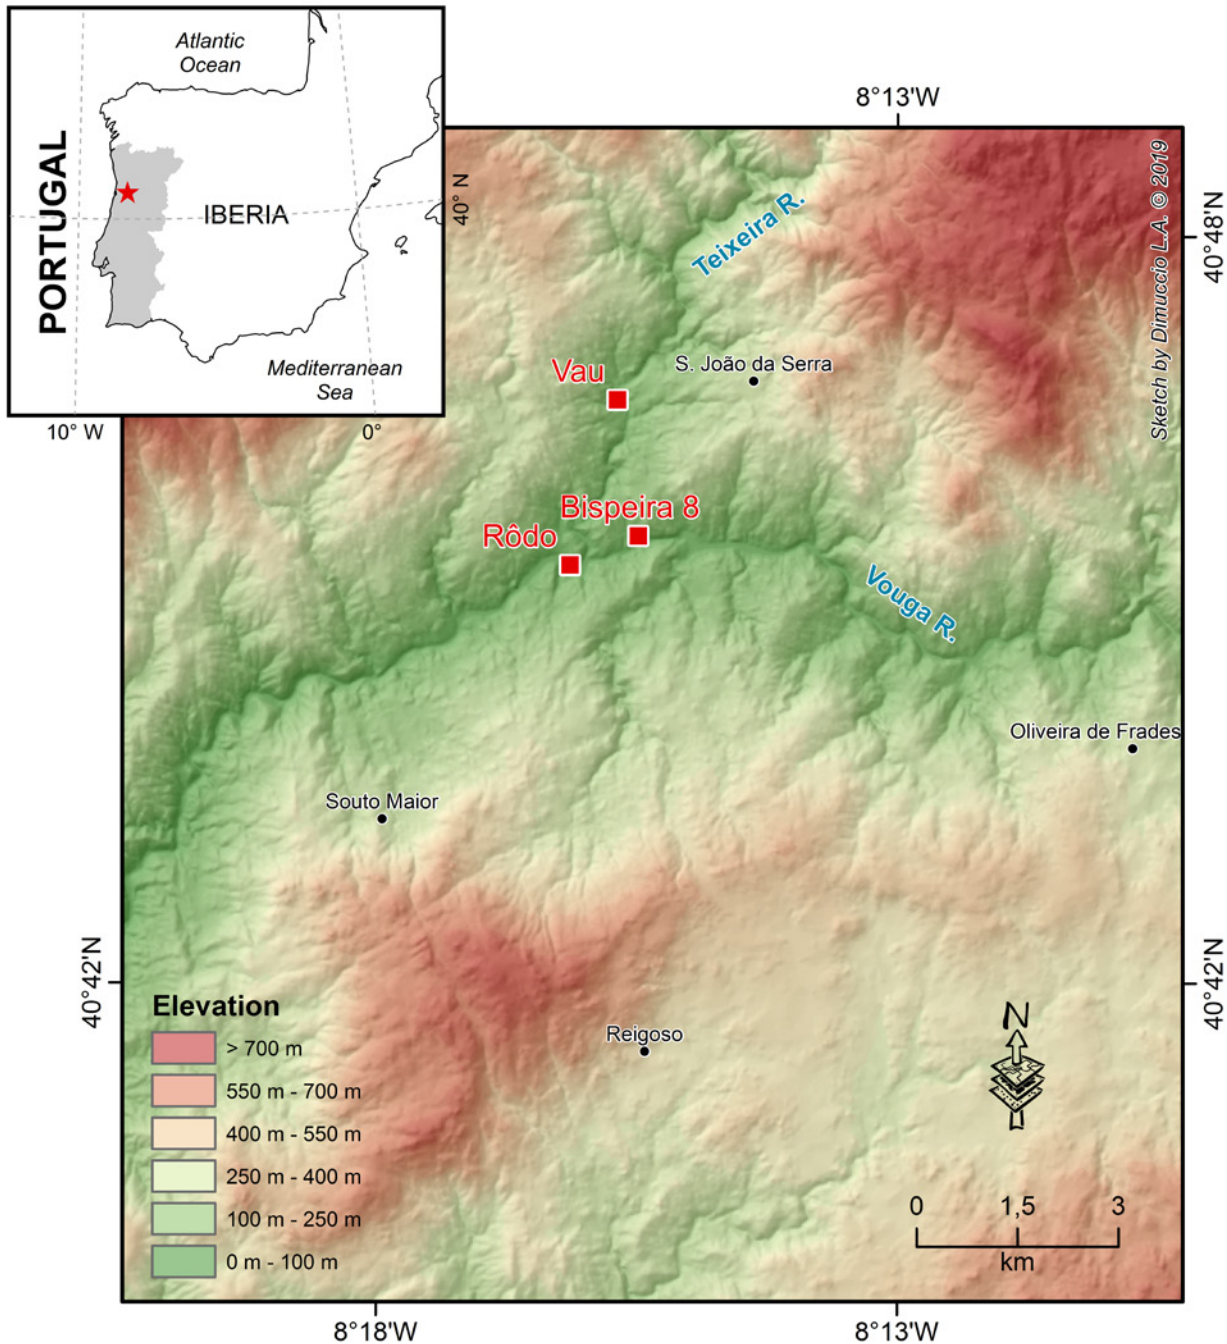 Atlantic
Ocean
PORTUGAL
IBERIA
40° N
Mediterranean
Sea
10° W
0°
8°13'W
Sketch by Dimuccio L.A. © 2019
40°48'N
Teixeira R.
Vau
S. João da Serra
Bispeira 8
Rôdo
Vouga R.
Oliveira de Frades
Souto Maior
40°42'N
40°42'N
Reigoso
Elevation
> 700 m
550 m - 700 m
400 m - 550 m
250 m - 400 m
100 m - 250 m
0 m - 100 m
N
0 1,5 3
km
8°18'W
8°13'W